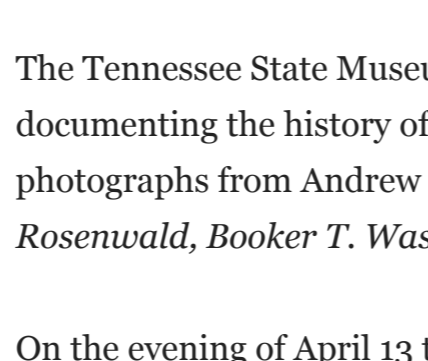 The Tennessee State Museu
documenting the history of
photographs from Andrew
Rosenwald, Booker T. Was
On the evening of April 13 t